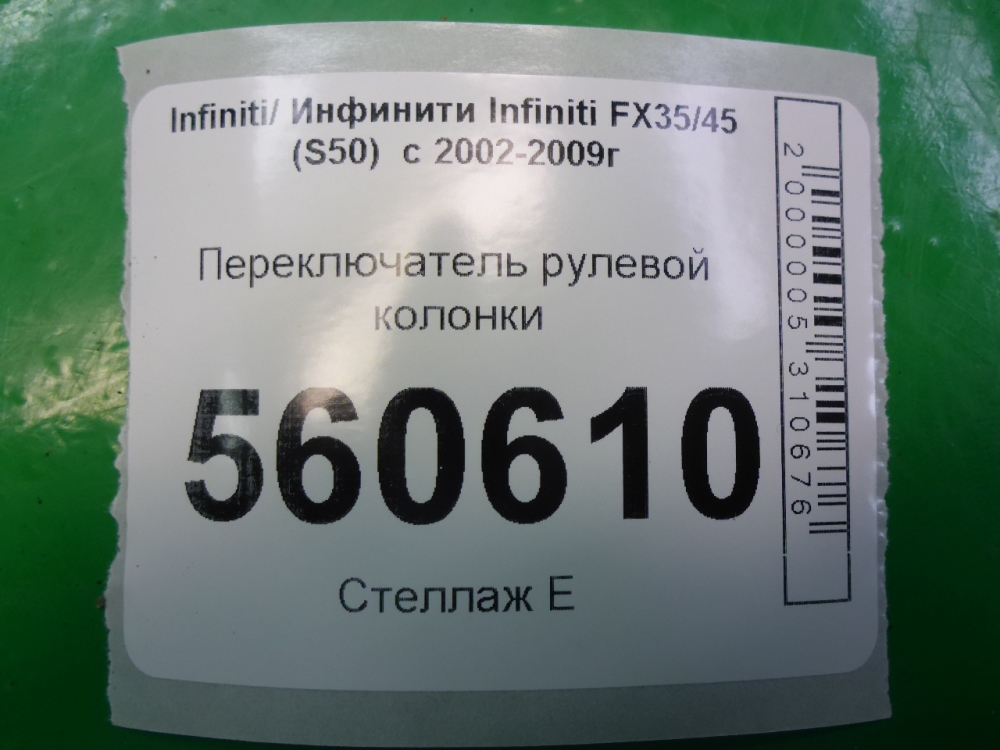 Infiniti/ Инфинити Infiniti FX35/45
(S50) с 2002-2009г
Переключатель рулевой
колонки
560610
Стеллаж Е
2000005310676